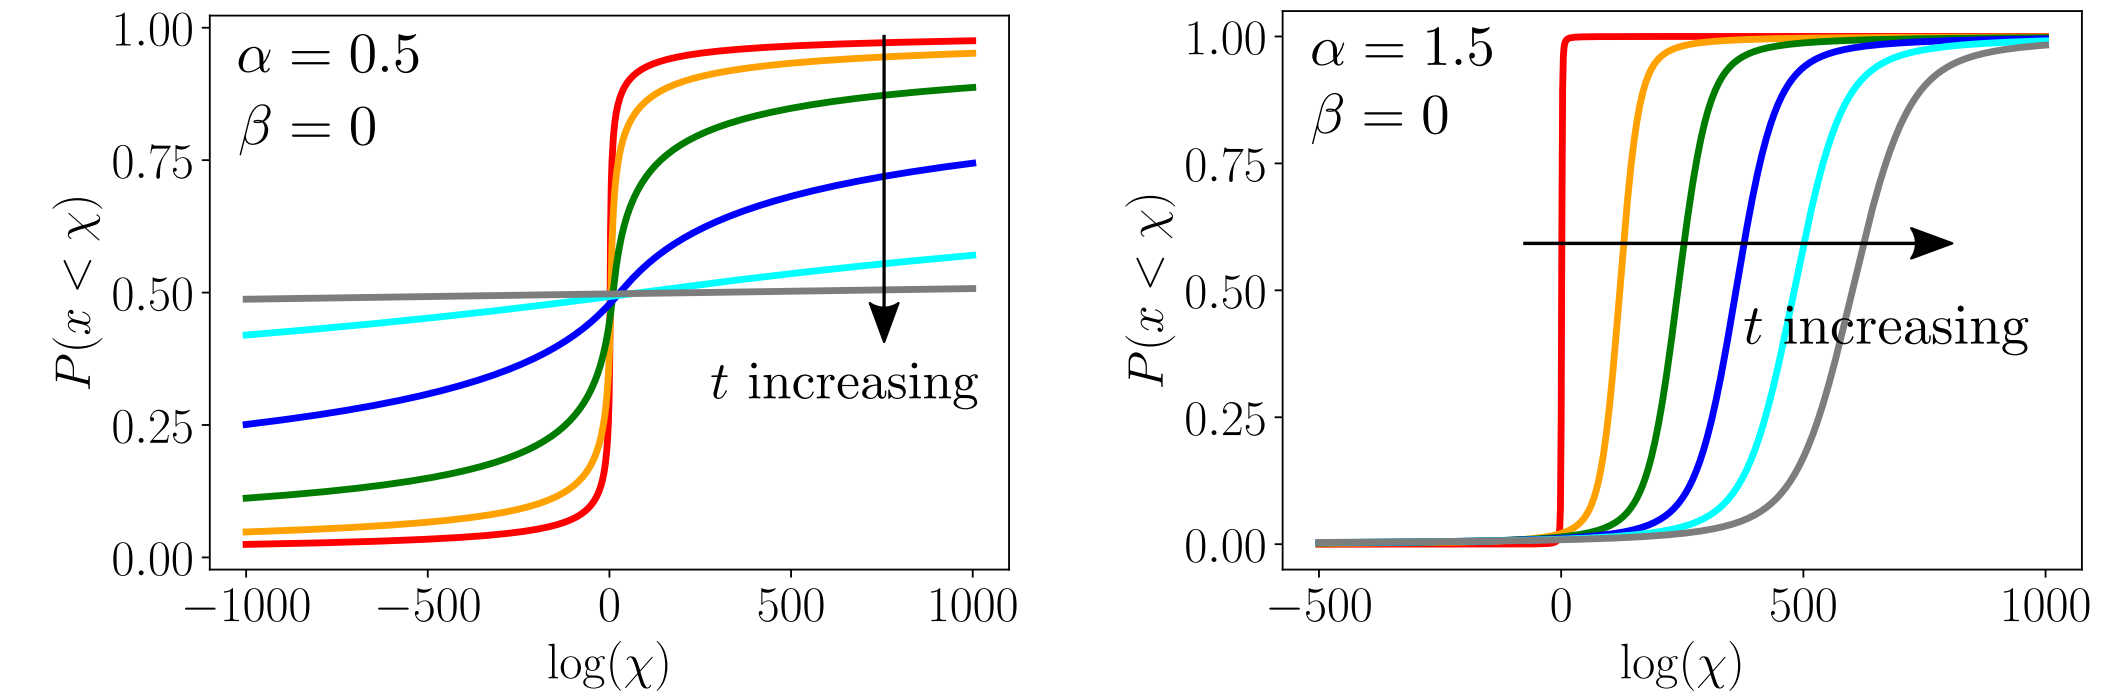 α = 0.5
β = 0
1.00
0.75
0.50
0.25
0.00
P(x < χ)
t increasing
−1000 −500 0 500 1000
log(χ)
α = 1.5
β = 0
1.00
0.75
0.50
0.25
0.00
P(x < χ)
t increasing
−500 0 500 1000
log(χ)